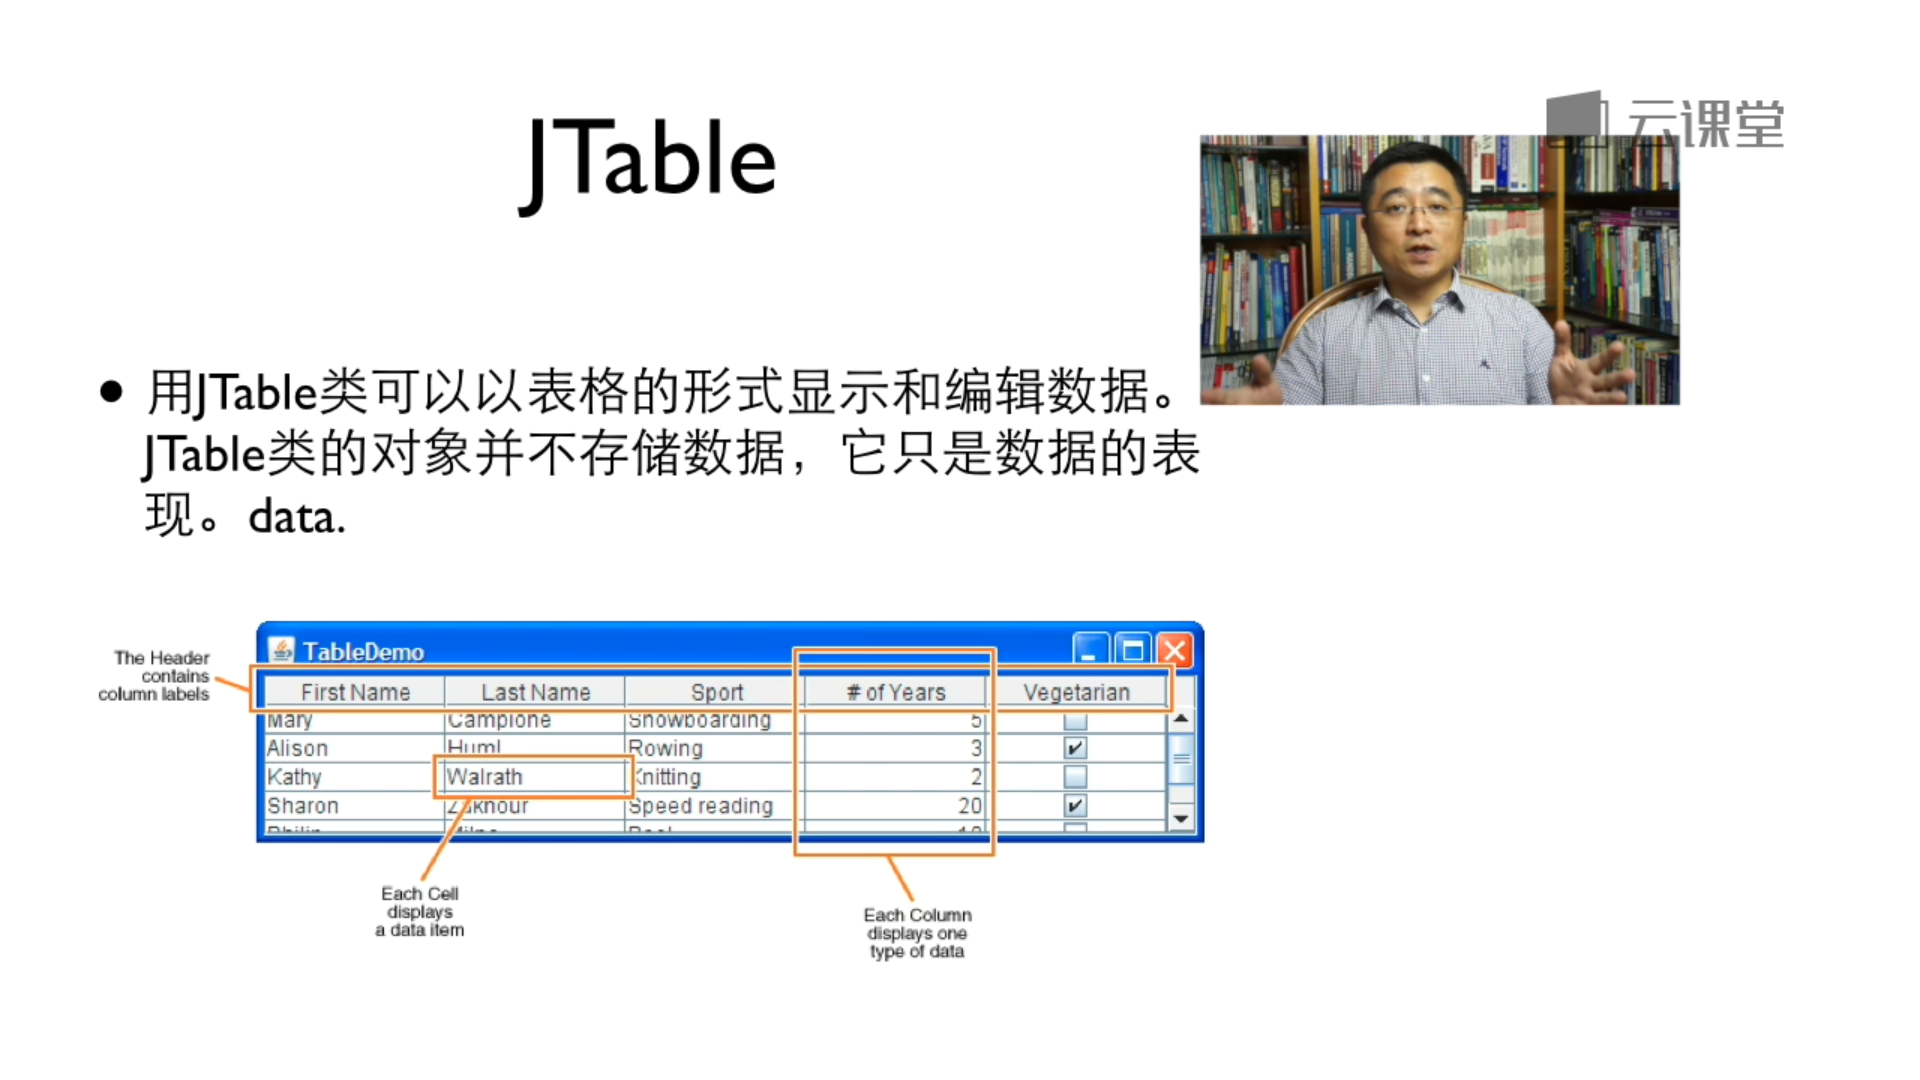 云课堂
JTable
用JTable类可以以表格的形式显示和编辑数据。
JTable类的对象并不存储数据，它只是数据的表
现。data.
The Header
contains
column labels
TableDemo
First Name Last Name Sport # of Years Vegetarian
Mary Campione Snowboarding 5
Alison Huml Rowing 3
Kathy Walrath Knitting 2
Sharon Zakhour Speed reading 20
Philip Milne Pool 10
Each Cell
displays
a data item
Each Column
displays one
type of data